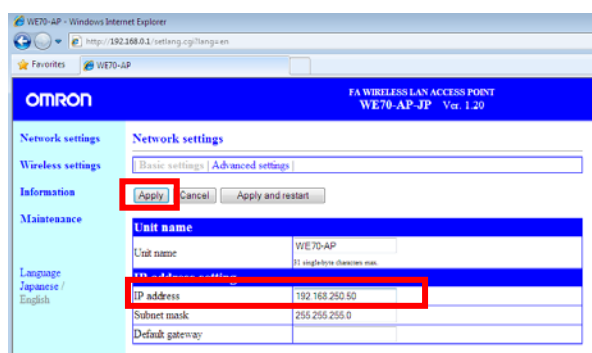 WE70-AP - Windows Internet Explorer
http://192.168.0.1/setlang.cgi?lang=en
Favorites WE70-AP
OMRON
FA WIRELESS LAN ACCESS POINT
WE70-AP-JP Ver. 1.20
Network settings
Wireless settings
Information
Maintenance
Language
Japanese /
English
Network settings
| Basic settings | Advanced settings |
Apply Cancel Apply and restart
Unit name
Unit name WE70-AP
31 single-byte characters max.
IP address setting
IP address 192.168.250.50
Subnet mask 255.255.255.0
Default gateway